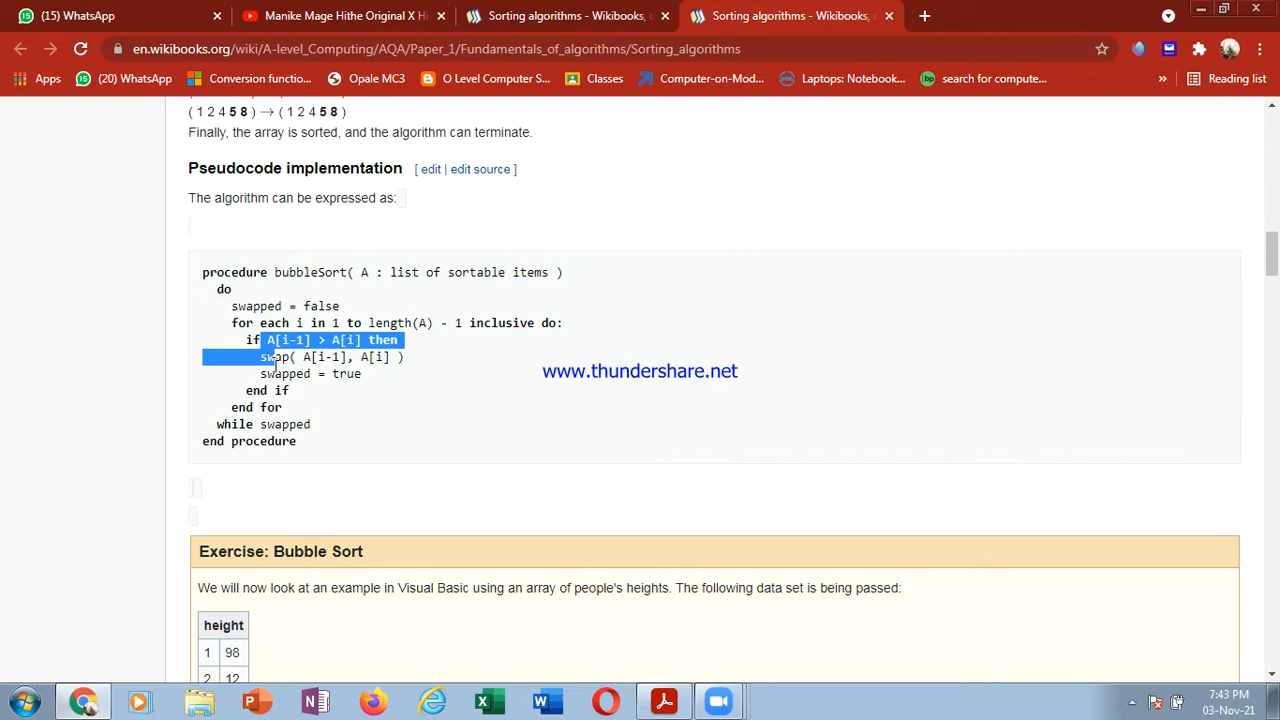 (15) WhatsApp
Manike Mage Hithe Original X Hi
Sorting algorithms - Wikibooks, o
Sorting algorithms - Wikibooks, o
en.wikibooks.org/wiki/A-level_Computing/AQA/Paper_1/Fundamentals_of_algorithms/Sorting_algorithms
Apps
(20) WhatsApp
Conversion functio...
Opale MC3
O Level Computer S...
Classes
Computer-on-Mod...
Laptops: Notebook...
search for compute...
»
Reading list
( 1 2 4 5 8 ) → ( 1 2 4 5 8 )
Finally, the array is sorted, and the algorithm can terminate.
Pseudocode implementation [ edit | edit source ]
The algorithm can be expressed as:
procedure bubbleSort( A : list of sortable items )
do
swapped = false
for each i in 1 to length(A) - 1 inclusive do:
if A[i-1] > A[i] then
swap( A[i-1], A[i] )
swapped = true
end if
end for
while swapped
end procedure
www.thundershare.net
Exercise: Bubble Sort
We will now look at an example in Visual Basic using an array of people's heights. The following data set is being passed:
height
1 98
2 12
7:43 PM
03-Nov-21